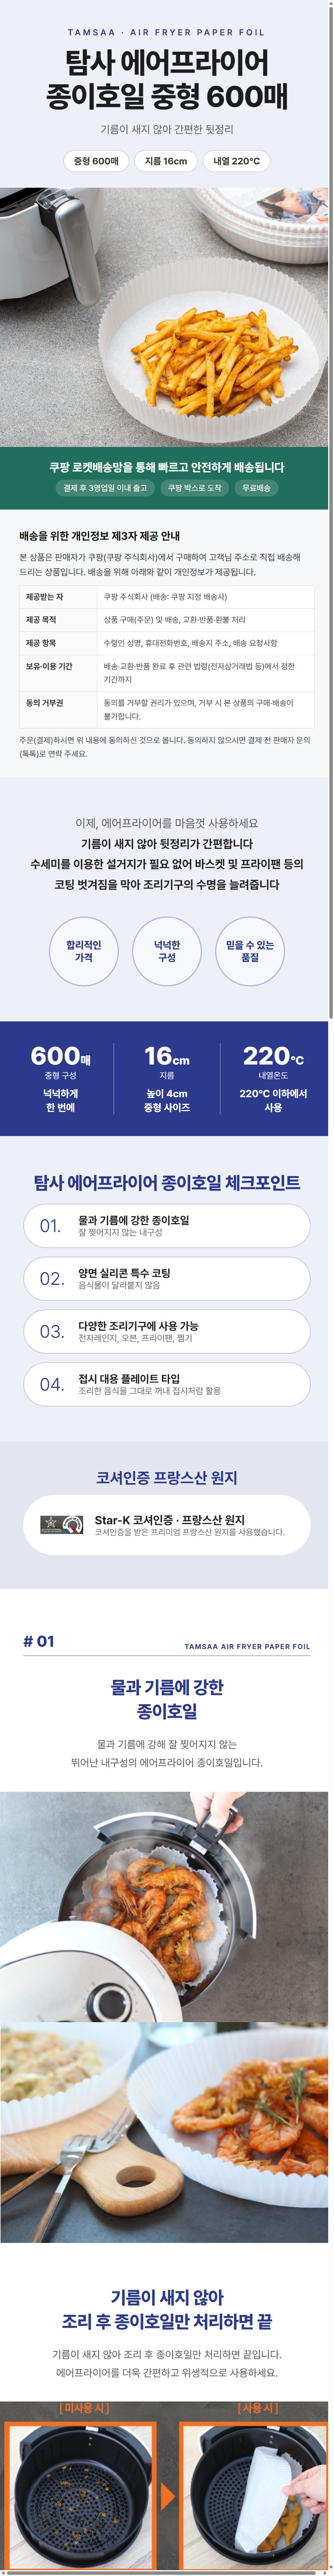 TAMSAA · AIR FRYER PAPER FOIL
탐사 에어프라이어
종이호일 중형 600매
기름이 새지 않아 간편한 뒷정리
중형 600매
지름 16cm
내열 220℃
쿠팡 로켓배송망을 통해 빠르고 안전하게 배송됩니다
결제 후 3영업일 이내 출고
쿠팡 박스로 도착
무료배송
배송을 위한 개인정보 제3자 제공 안내
본 상품은 판매자가 쿠팡(쿠팡 주식회사)에서 구매하여 고객님 주소로 직접 배송해
드리는 상품입니다. 배송을 위해 아래와 같이 개인정보가 제공됩니다.
제공받는 자
쿠팡 주식회사 (배송: 쿠팡 지정 배송사)
제공 목적
상품 구매(주문) 및 배송, 교환·반품·환불 처리
제공 항목
수령인 성명, 휴대전화번호, 배송지 주소, 배송 요청사항
보유·이용 기간
배송·교환·반품 완료 후 관련 법령(전자상거래법 등)에서 정한
기간까지
동의 거부권
동의를 거부할 권리가 있으며, 거부 시 본 상품의 구매·배송이
불가합니다.
주문(결제)하시면 위 내용에 동의하신 것으로 봅니다. 동의하지 않으시면 결제 전 판매자 문의
(톡톡)로 연락 주세요.
이제, 에어프라이어를 마음껏 사용하세요
기름이 새지 않아 뒷정리가 간편합니다
수세미를 이용한 설거지가 필요 없어 바스켓 및 프라이팬 등의
코팅 벗겨짐을 막아 조리기구의 수명을 늘려줍니다
합리적인
가격
넉넉한
구성
믿을 수 있는
품질
600매
중형 구성
넉넉하게
한 번에
16cm
지름
높이 4cm
중형 사이즈
220℃
내열온도
220℃ 이하에서
사용
탐사 에어프라이어 종이호일 체크포인트
01.
물과 기름에 강한 종이호일
잘 찢어지지 않는 내구성
02.
양면 실리콘 특수 코팅
음식물이 달라붙지 않음
03.
다양한 조리기구에 사용 가능
전자레인지, 오븐, 프라이팬, 찜기
04.
접시 대용 플레이트 타입
조리한 음식을 그대로 꺼내 접시처럼 활용
코셔인증 프랑스산 원지
Star-K 코셔인증 · 프랑스산 원지
코셔인증을 받은 프리미엄 프랑스산 원지를 사용했습니다.
# 01
TAMSAA AIR FRYER PAPER FOIL
물과 기름에 강한
종이호일
물과 기름에 강해 잘 찢어지지 않는
뛰어난 내구성의 에어프라이어 종이호일입니다.
기름이 새지 않아
조리 후 종이호일만 처리하면 끝
기름이 새지 않아 조리 후 종이호일만 처리하면 끝입니다.
에어프라이어를 더욱 간편하고 위생적으로 사용하세요.
[ 미사용 시 ]
[ 사용 시 ]